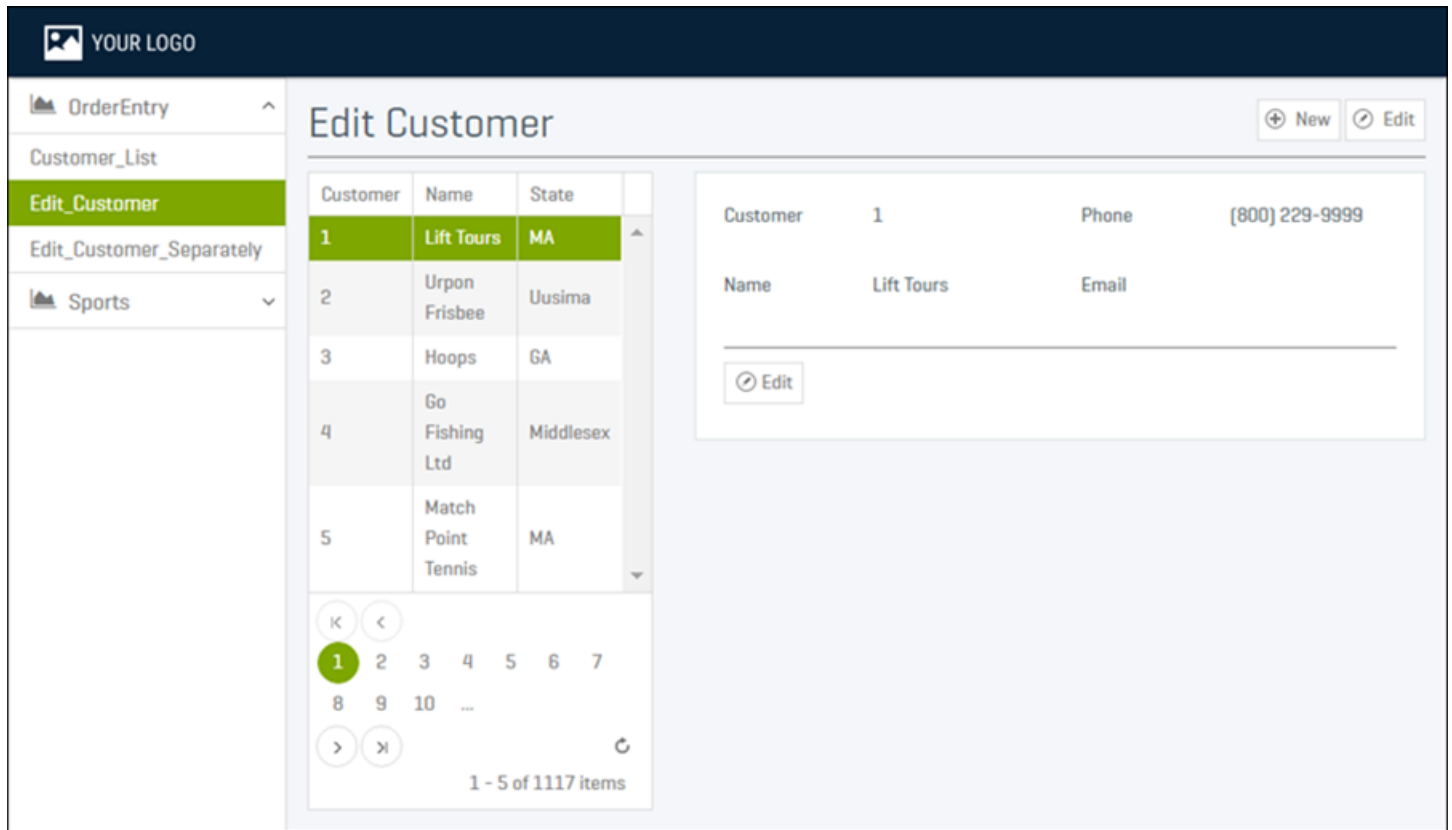 YOUR LOGO
OrderEntry
Customer_List
Edit_Customer
Edit_Customer_Separately
Sports
Edit Customer
New Edit
Customer Name State
1 Lift Tours MA
2 Urpon Frisbee Uusima
3 Hoops GA
4 Go Fishing Ltd Middlesex
5 Match Point Tennis MA
1 2 3 4 5 6 7
8 9 10 ...
1 - 5 of 1117 items
Customer 1 Phone (800) 229-9999
Name Lift Tours Email
Edit